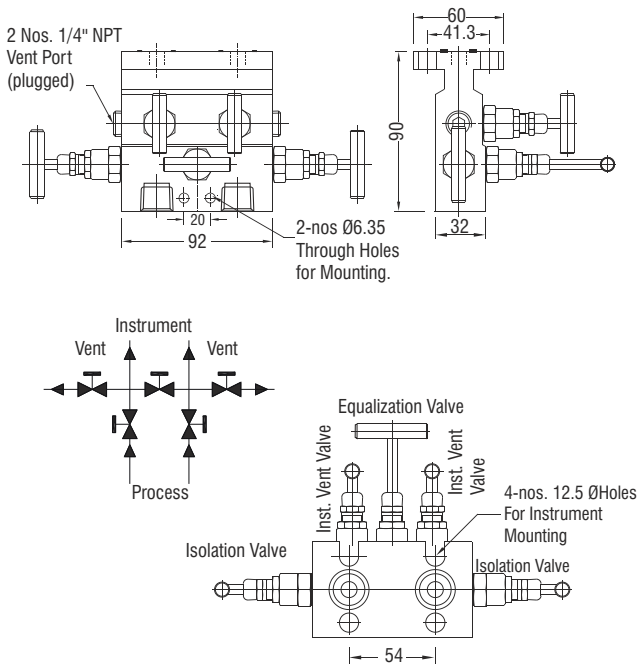 2 Nos. 1/4" NPT
Vent Port
(plugged)
60
41.3
90
20
92
32
2-nos Ø6.35
Through Holes
for Mounting.
Instrument
Vent
Vent
Process
Equalization Valve
Inst. Vent Valve
Inst. Vent
Valve
4-nos. 12.5 ØHoles
For Instrument
Mounting
Isolation Valve
Isolation Valve
54